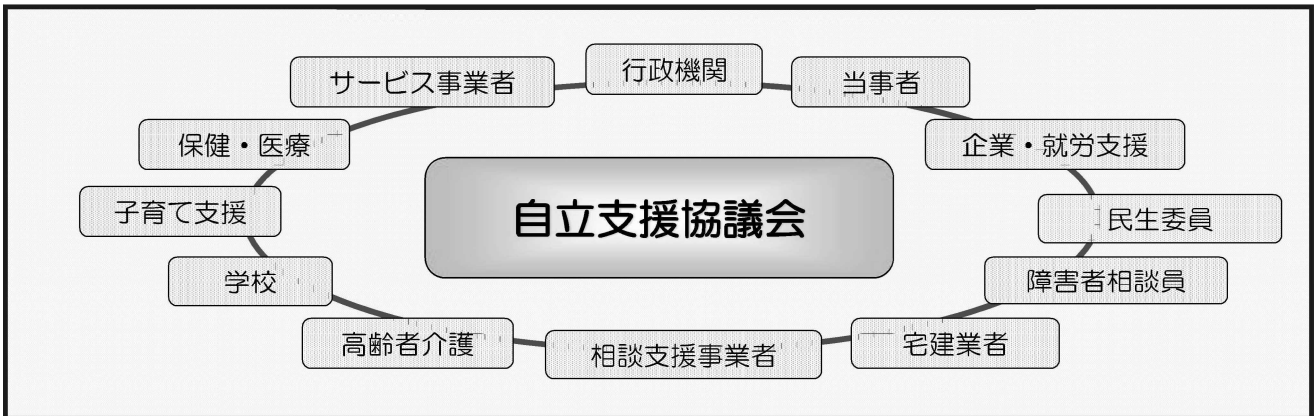 行政機関
サービス事業者
当事者
保健・医療
企業・就労支援
子育て支援
自立支援協議会
民生委員
学校
障害者相談員
高齢者介護
相談支援事業者
宅建業者